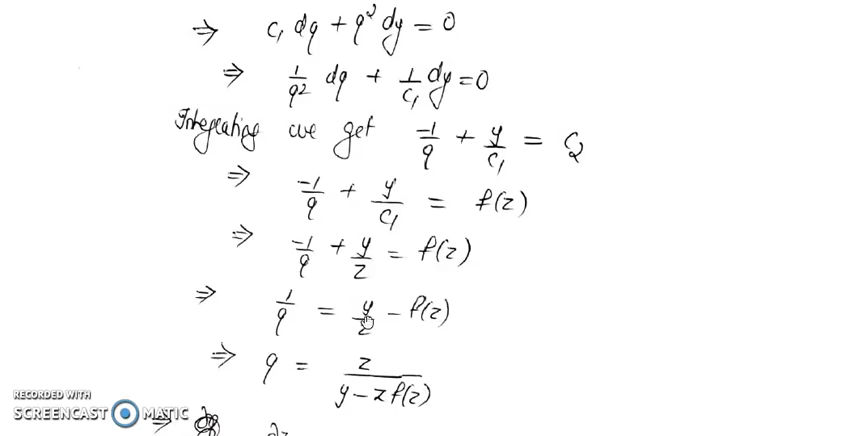 ⇒ C₁ dq + q² dy = 0
⇒ 1/q² dq + 1/C₁ dy = 0
Integrating we get -1/q + y/C₁ = C₂
⇒ -1/q + y/C₁ = f(z)
⇒ -1/q + y/z = f(z)
⇒ 1/q = y/z - f(z)
⇒ q = z/(y - z f(z))
RECORDED WITH
SCREENCAST MATIC